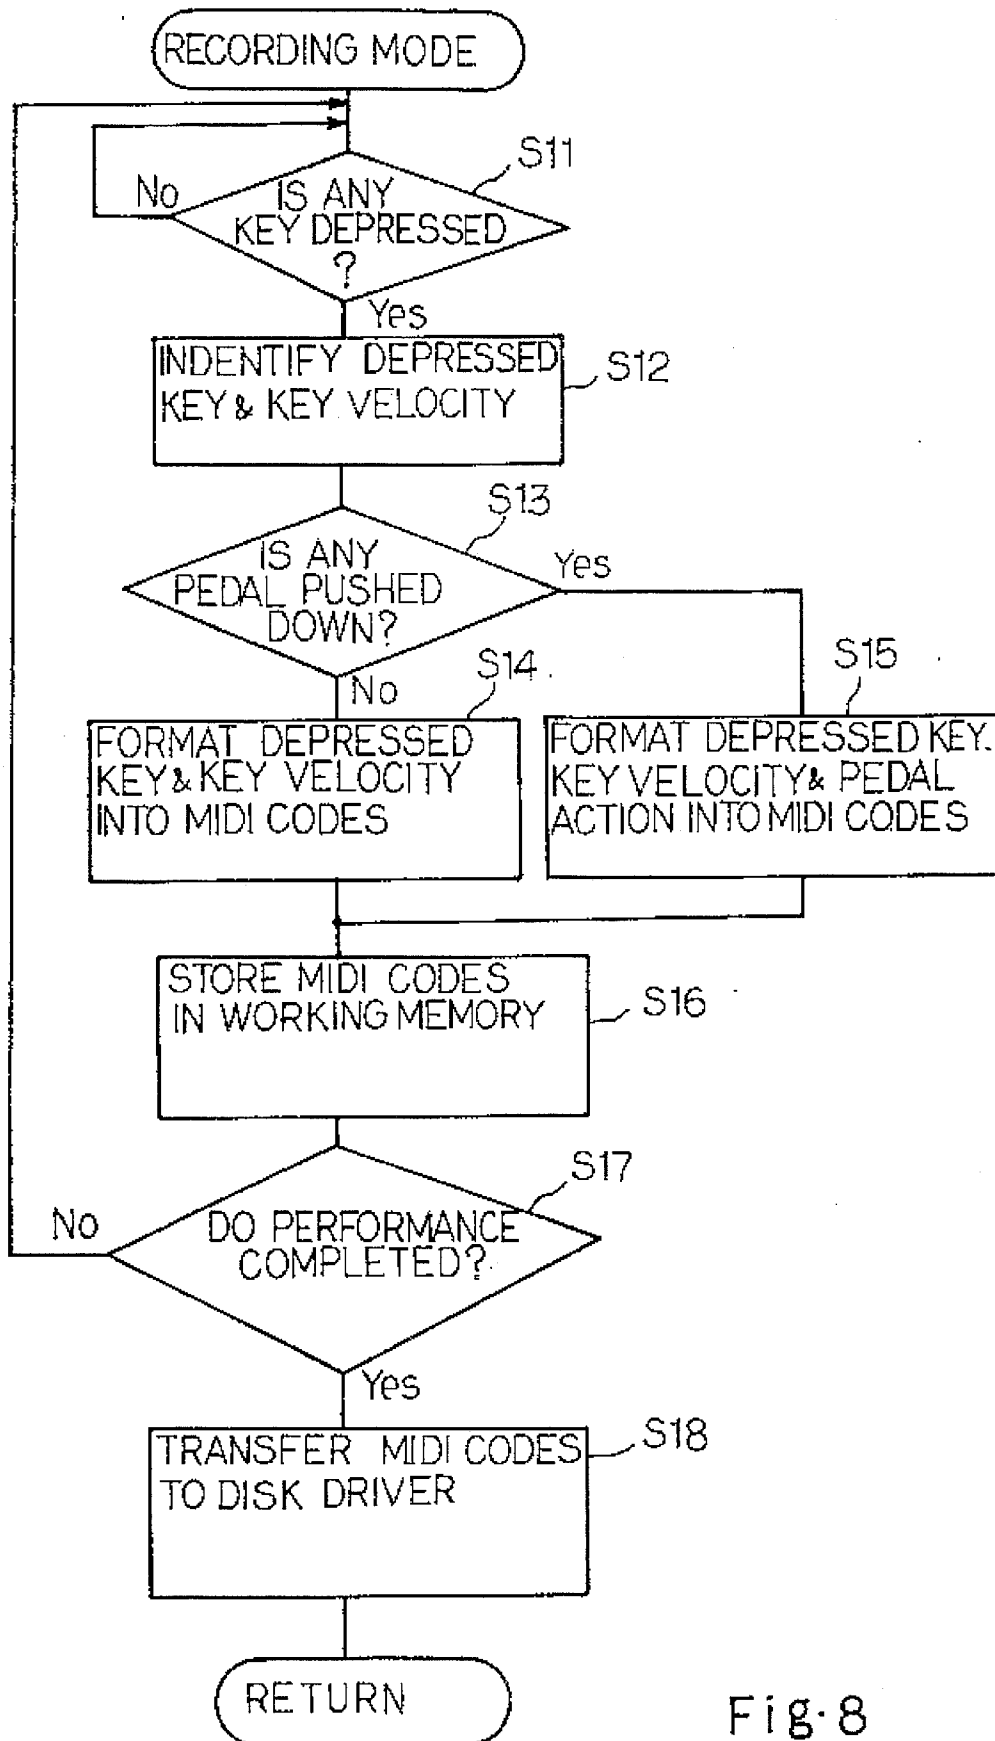 RECORDING MODE
S11
No
IS ANY
KEY DEPRESSED
?
Yes
INDENTIFY DEPRESSED
KEY & KEY VELOCITY
S12
S13
IS ANY
PEDAL PUSHED
DOWN?
Yes
No
S14
S15
FORMAT DEPRESSED
KEY & KEY VELOCITY
INTO MIDI CODES
FORMAT DEPRESSED KEY.
KEY VELOCITY & PEDAL
ACTION INTO MIDI CODES
STORE MIDI CODES
IN WORKING MEMORY
S16
S17
No
DO PERFORMANCE
COMPLETED?
Yes
TRANSFER MIDI CODES
TO DISK DRIVER
S18
RETURN
Fig. 8